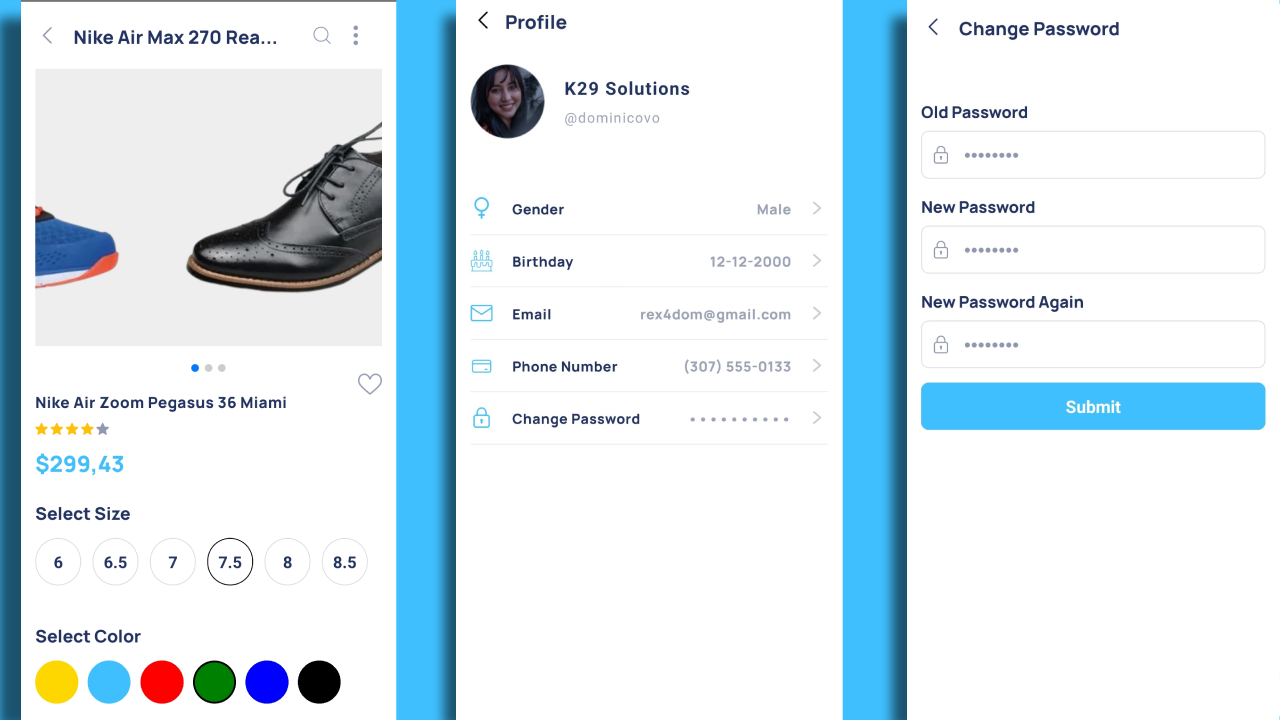 Nike Air Max 270 Rea...
Nike Air Zoom Pegasus 36 Miami
$299,43
Select Size
6 6.5 7 7.5 8 8.5
Select Color
Profile
K29 Solutions
@dominicovo
Gender Male
Birthday 12-12-2000
Email rex4dom@gmail.com
Phone Number (307) 555-0133
Change Password ••••••••••
Change Password
Old Password
••••••••
New Password
••••••••
New Password Again
••••••••
Submit